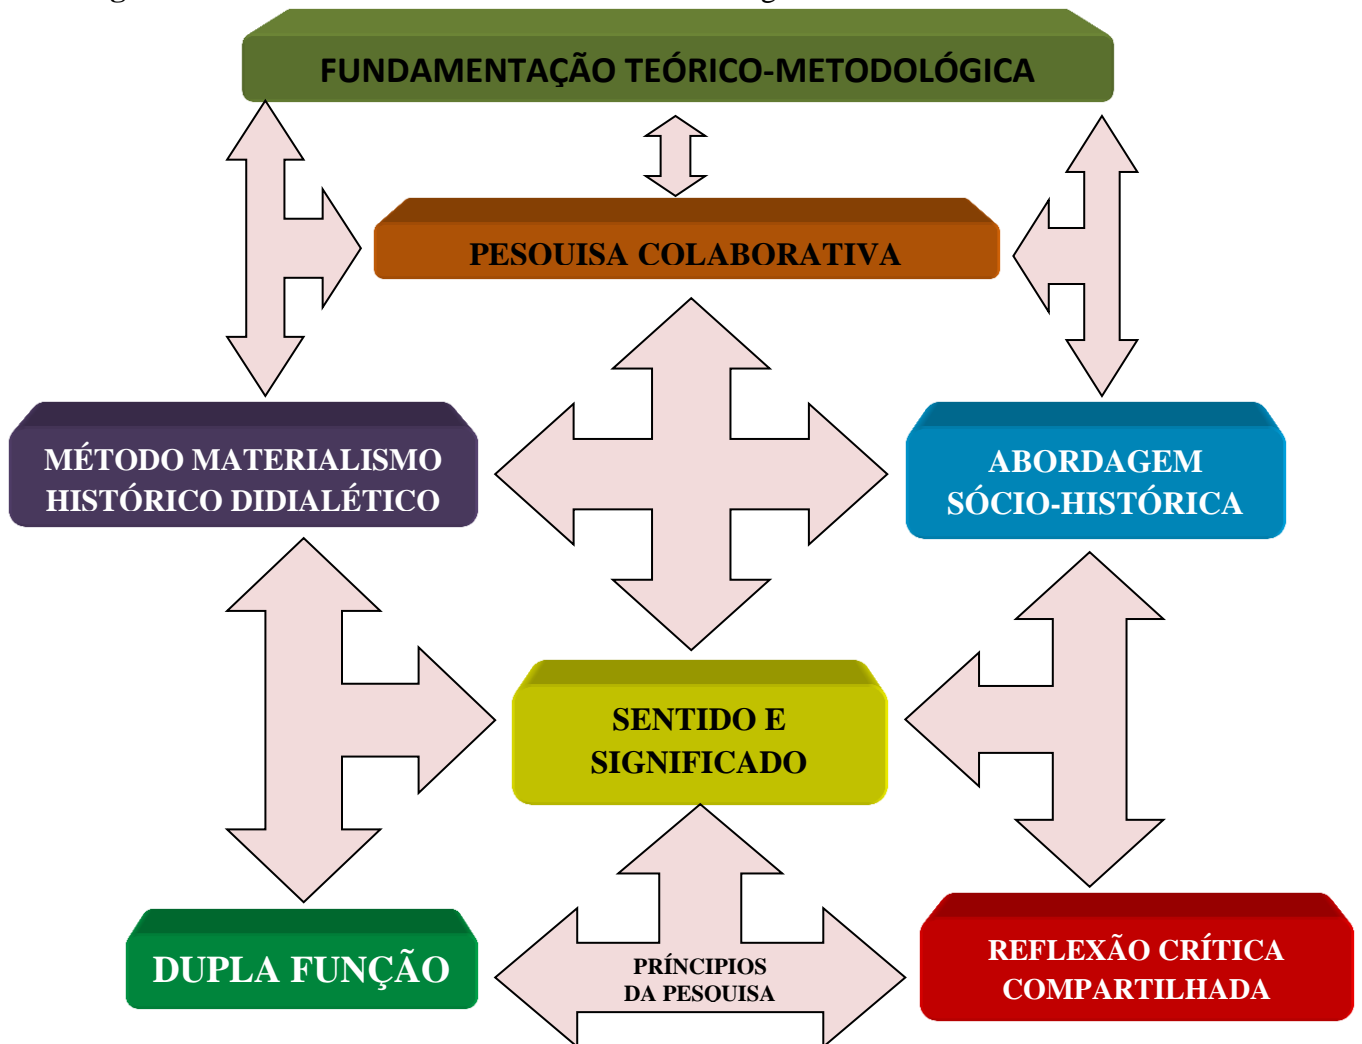 FUNDAMENTAÇÃO TEÓRICO-METODOLÓGICA
PESOUISA COLABORATIVA
MÉTODO MATERIALISMO
HISTÓRICO DIDIALÉTICO
ABORDAGEM
SÓCIO-HISTÓRICA
SENTIDO E
SIGNIFICADO
DUPLA FUNÇÃO
PRÍNCIPIOS
DA PESQUISA
REFLEXÃO CRÍTICA
COMPARTILHADA